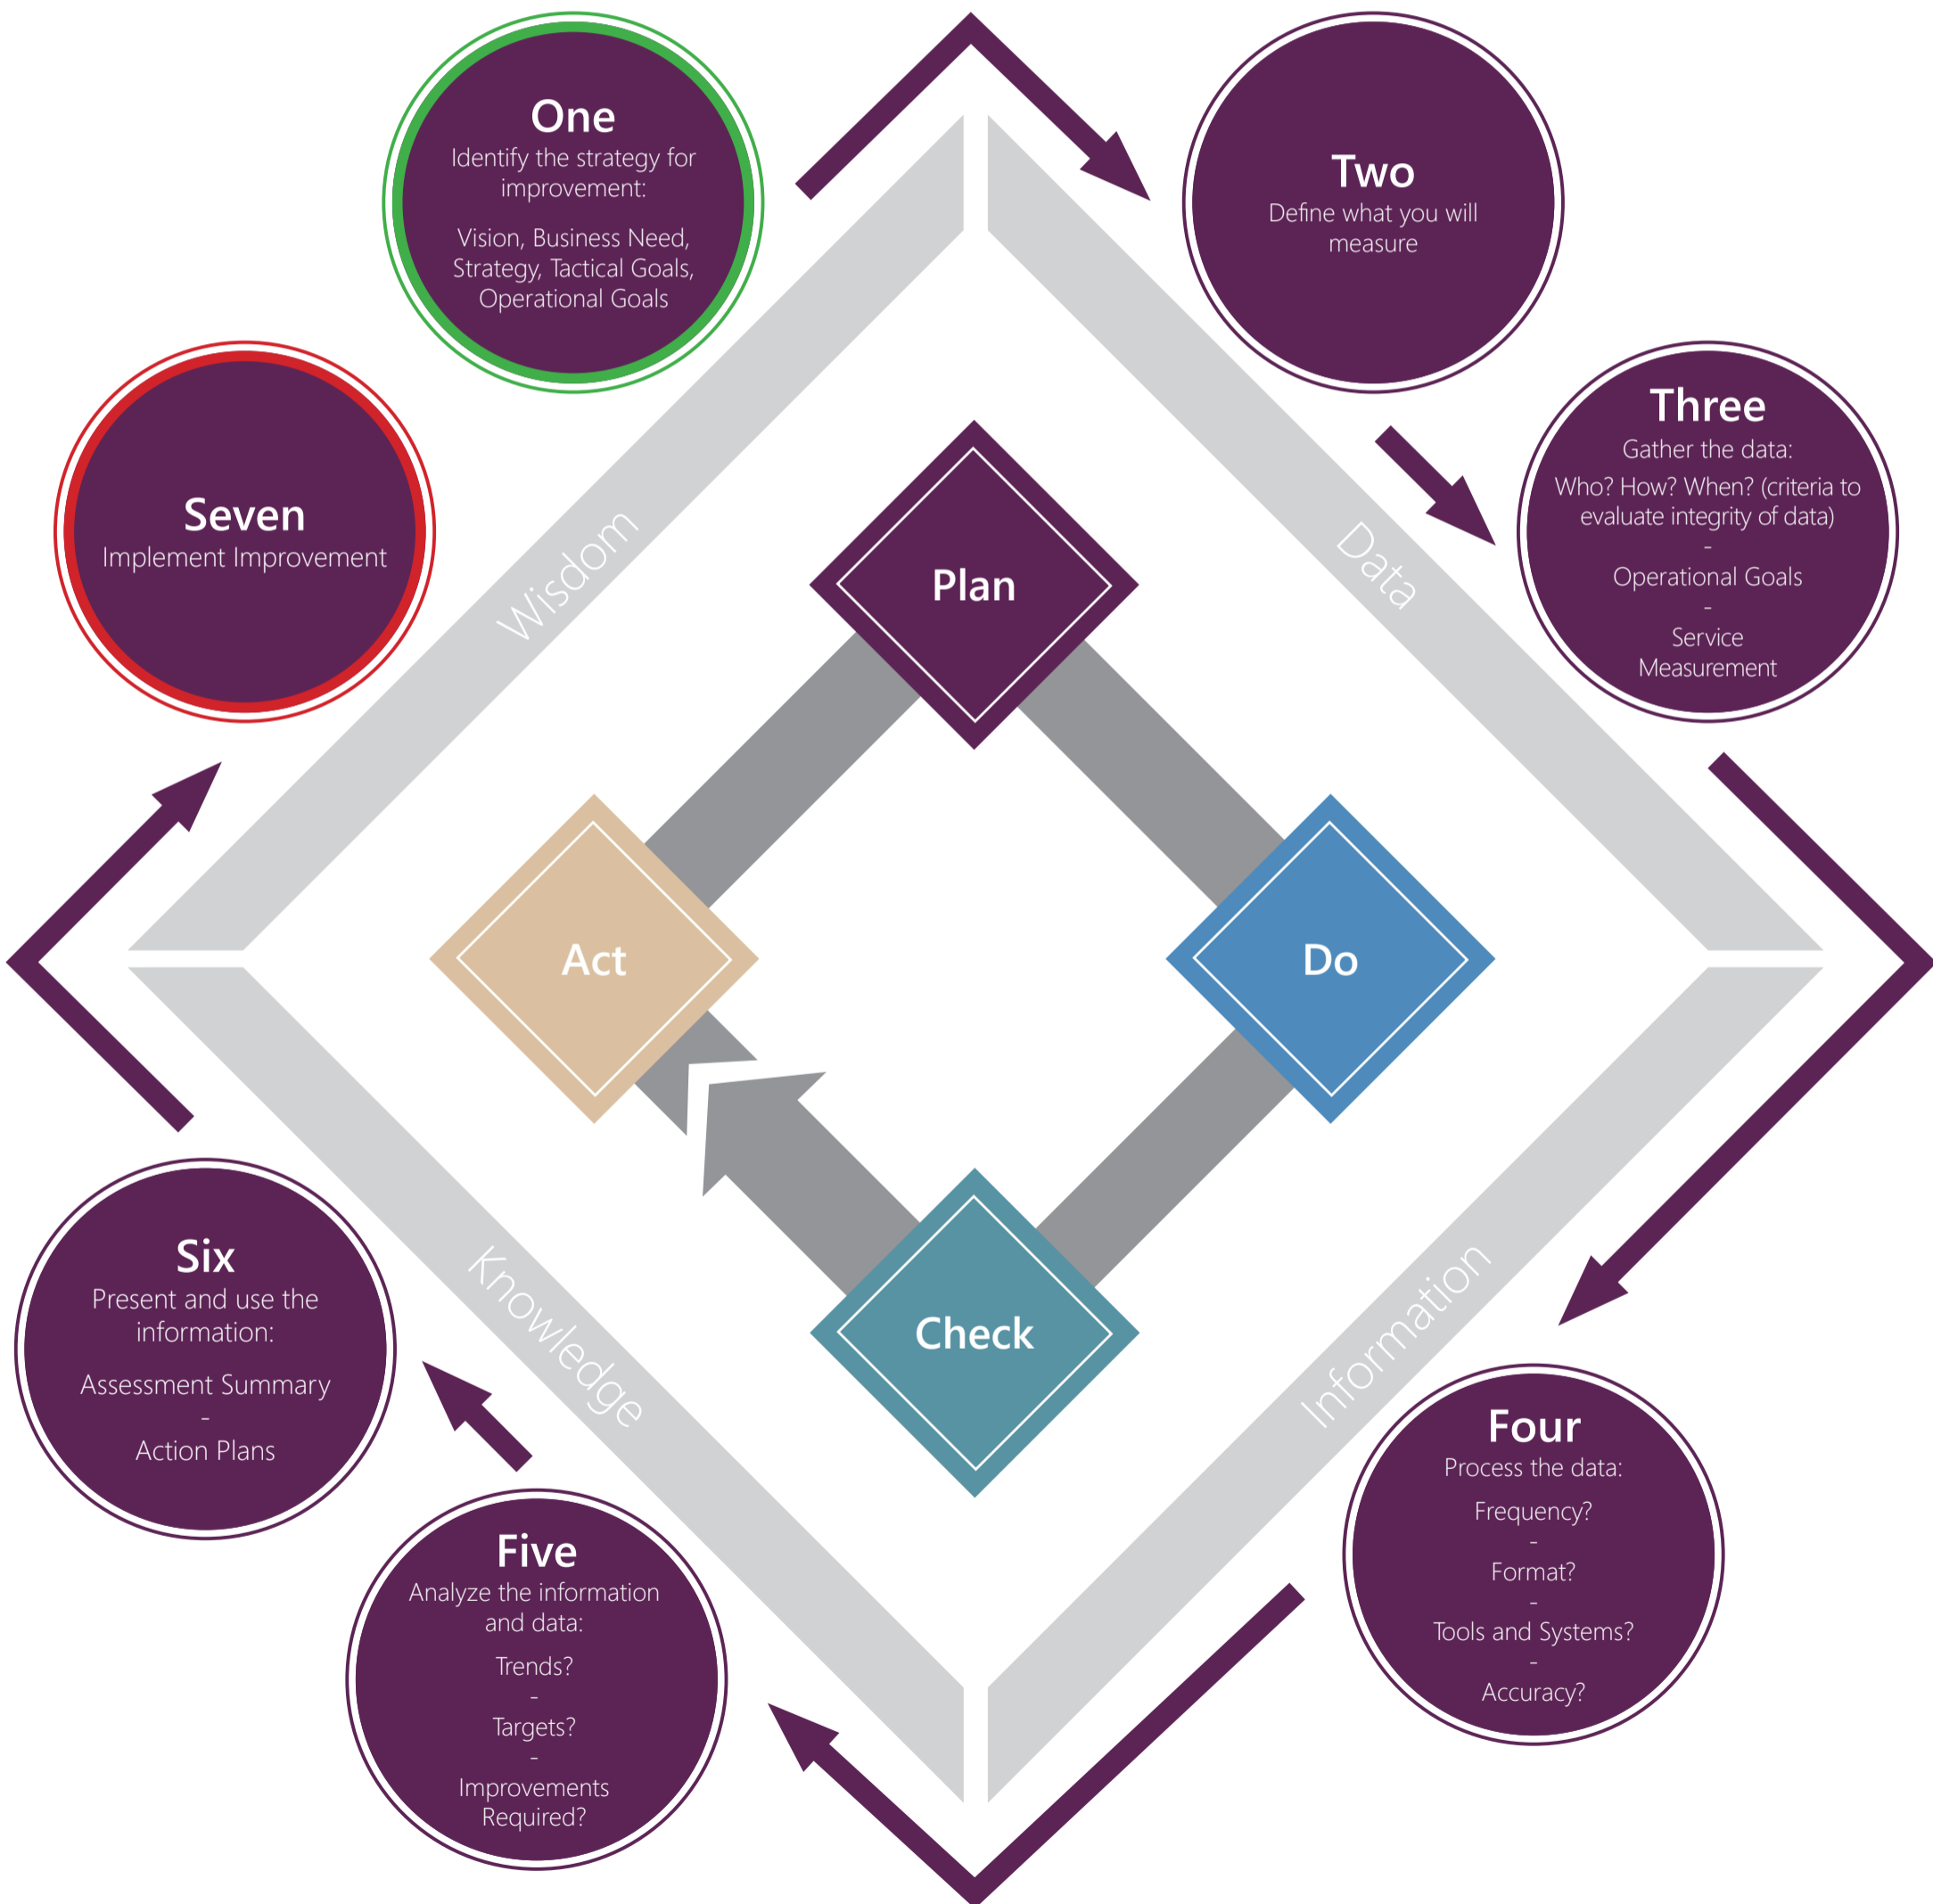 One
Identify the strategy for
improvement:
Vision, Business Need,
Strategy, Tactical Goals,
Operational Goals
Two
Define what you will
measure
Three
Gather the data:
Who? How? When? (criteria to
evaluate integrity of data)
-
Operational Goals
-
Service
Measurement
Four
Process the data:
Frequency?
-
Format?
-
Tools and Systems?
-
Accuracy?
Five
Analyze the information
and data:
Trends?
-
Targets?
-
Improvements
Required?
Six
Present and use the
information:
Assessment Summary
-
Action Plans
Seven
Implement Improvement
Wisdom
Data
Information
Knowledge
Plan
Do
Check
Act